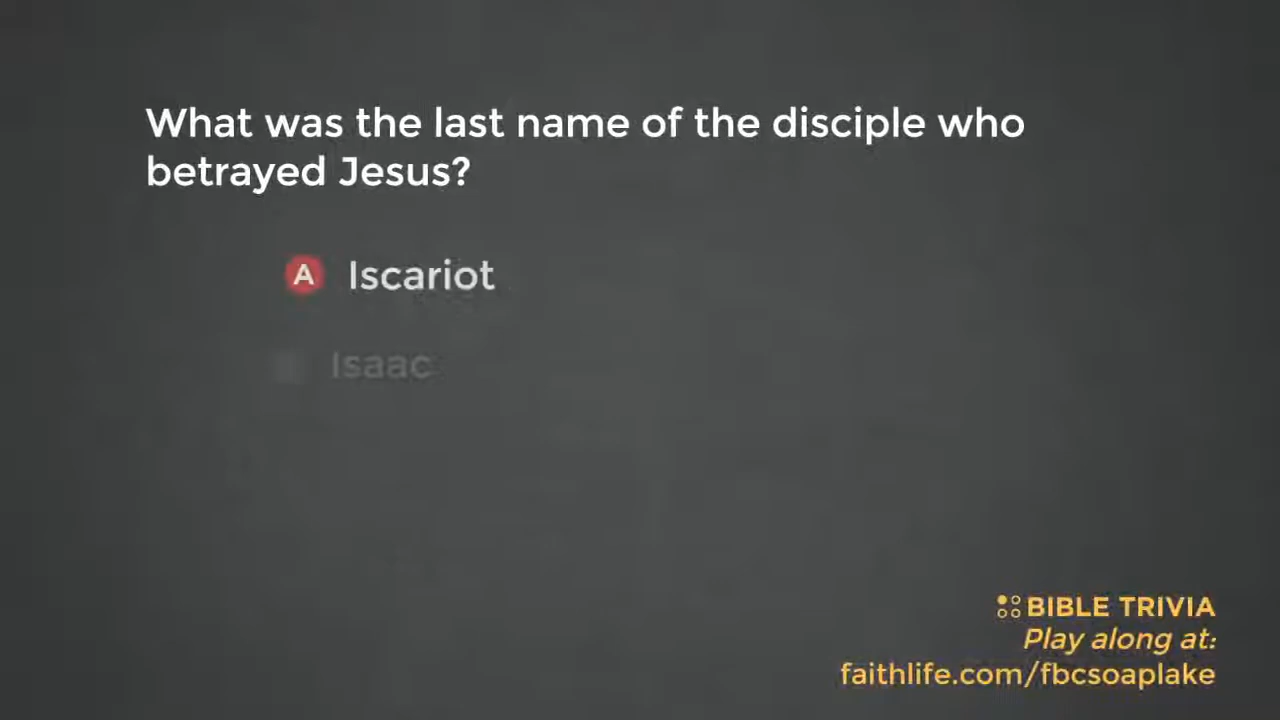 What was the last name of the disciple who
betrayed Jesus?
A Iscariot
Isaac
BIBLE TRIVIA
Play along at:
faithlife.com/fbcsoaplake